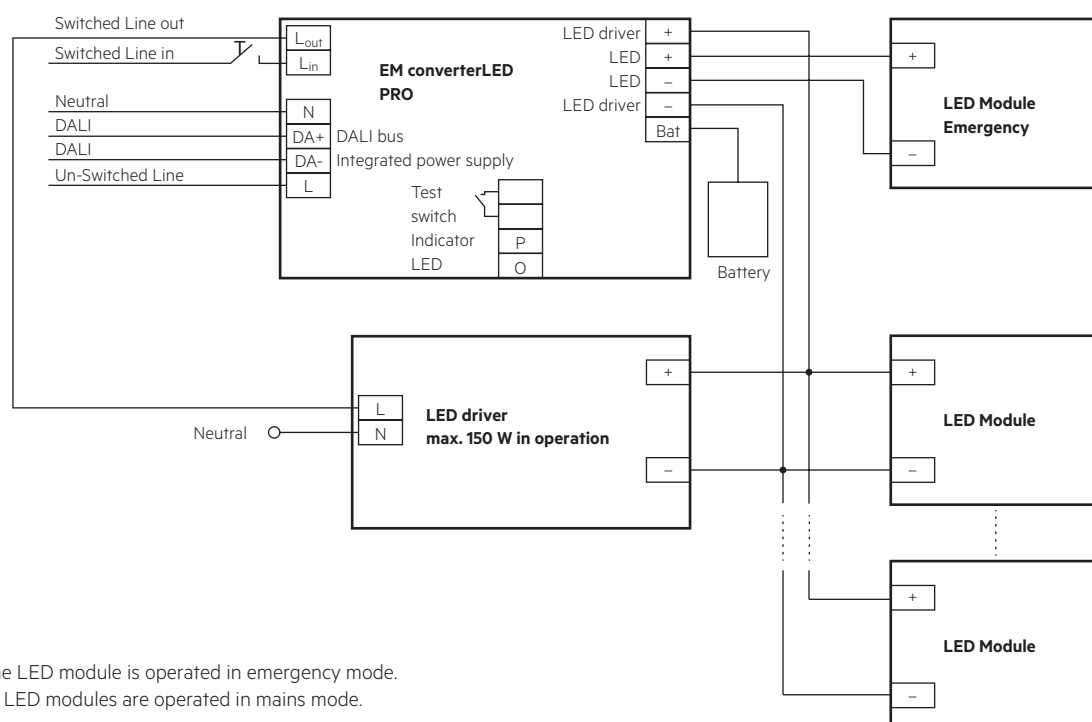 Switched Line out
Switched Line in
Neutral
DALI
DALI
Un-Switched Line
Lout
Lin
N
DA+ DALI bus
DA- Integrated power supply
L
EM converterLED
PRO
Test
switch
Indicator P
LED O
LED driver +
LED +
LED –
LED driver –
Bat
Battery
+
–
LED Module
Emergency
L
N
Neutral
LED driver
max. 150 W in operation
+
–
+
–
LED Module
+
–
LED Module
LED module is operated in emergency mode.
LED modules are operated in mains mode.